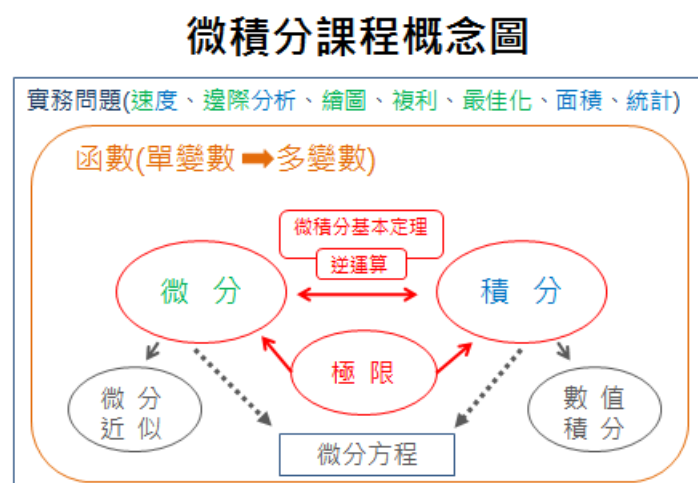 微積分課程概念圖
實務問題(速度、邊際分析、繪圖、複利、最佳化、面積、統計)
函數(單變數➡多變數)
微積分基本定理
逆運算
微 分
積 分
極 限
微 分
近 似
數 值
積 分
微分方程